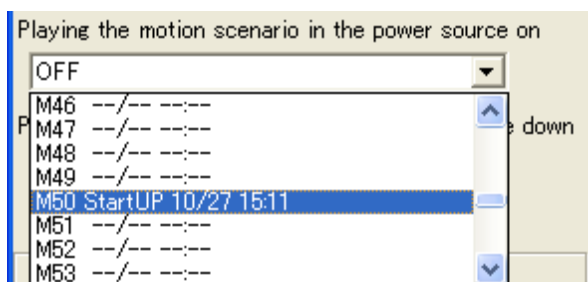 Playing the motion scenario in the power source on
OFF
M46 --/-- --:--
P
M47 --/-- --:--
e down
M48 --/-- --:--
M49 --/-- --:--
M50 StartUP 10/27 15:11
M51 --/-- --:--
M52 --/-- --:--
M53 --/-- --:--